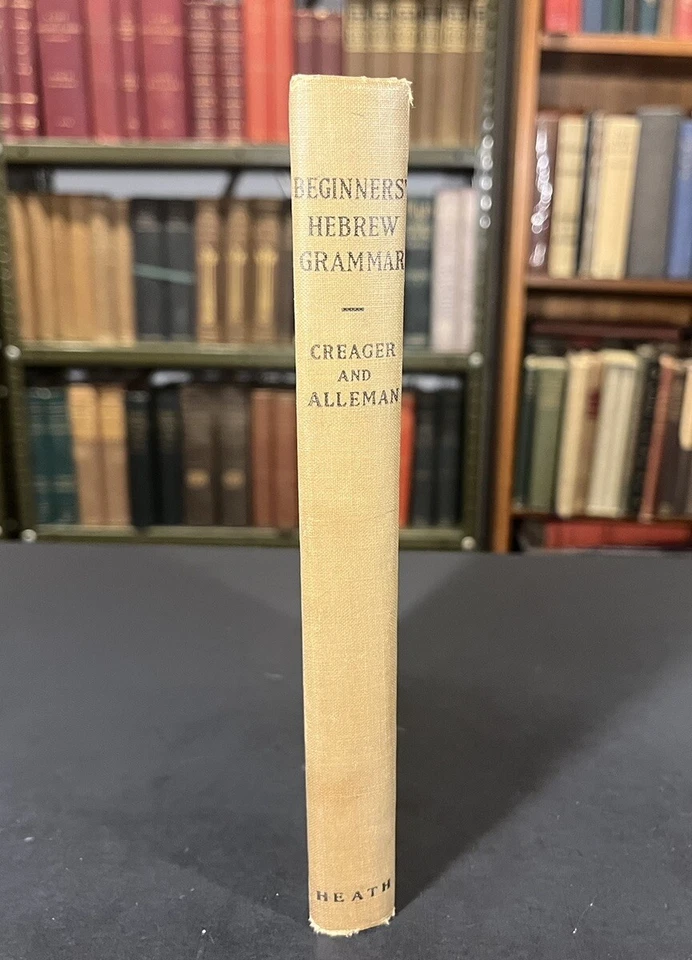 BEGINNERS'
HEBREW
GRAMMAR
CREAGER
AND
ALLEMAN
HEATH